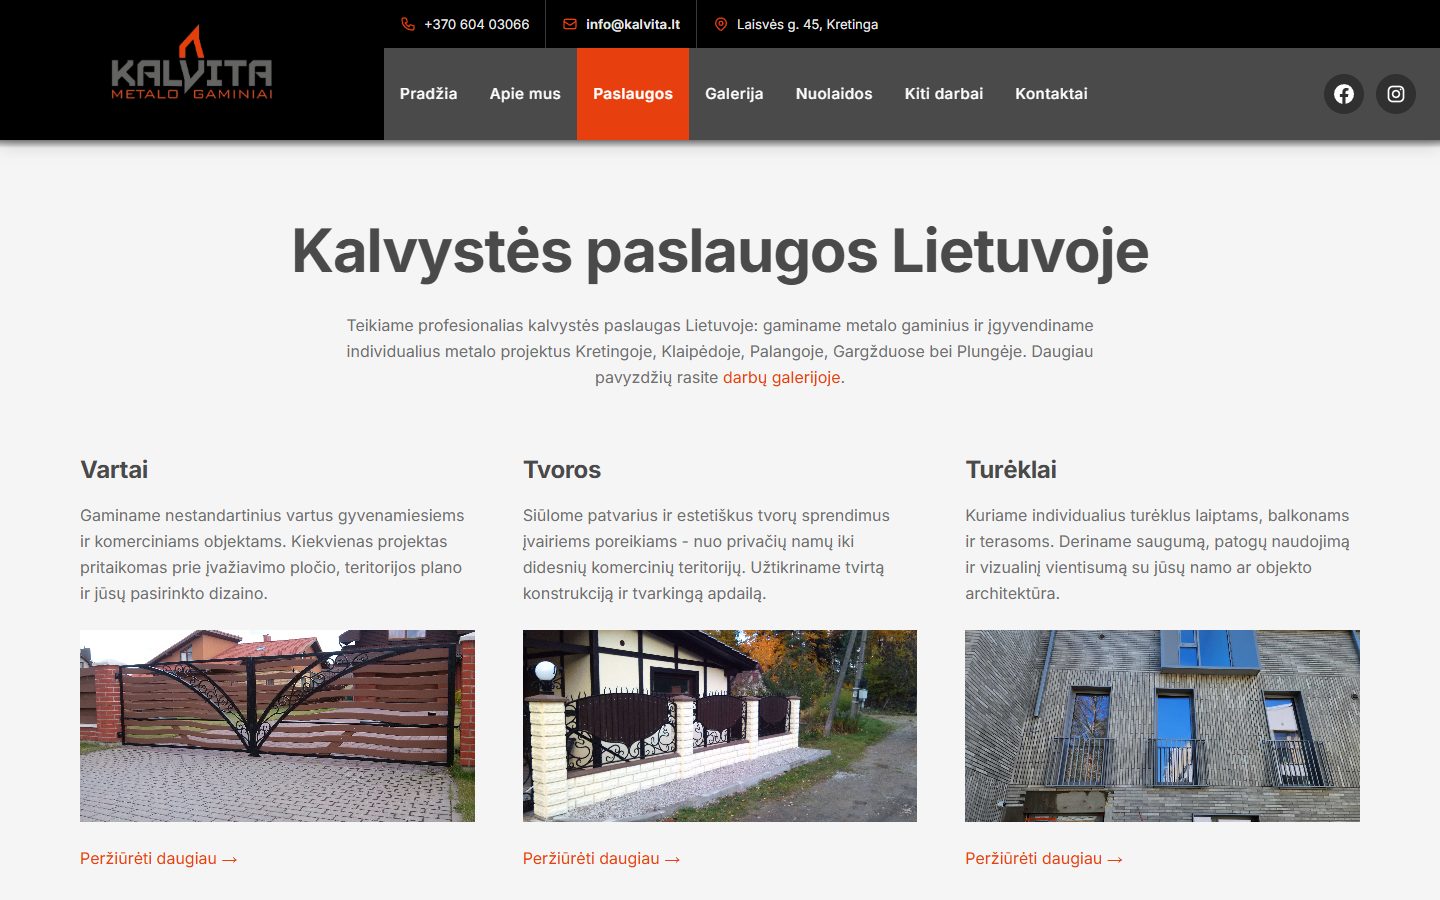 KALVITA
METALO GAMINIAI
+370 604 03066
info@kalvita.lt
Laisvės g. 45, Kretinga
Pradžia
Apie mus
Paslaugos
Galerija
Nuolaidos
Kiti darbai
Kontaktai
Kalvystės paslaugos Lietuvoje
Teikiame profesionalias kalvystės paslaugas Lietuvoje: gaminame metalo gaminius ir įgyvendiname
individualius metalo projektus Kretingoje, Klaipėdoje, Palangoje, Gargžduose bei Plungėje. Daugiau
pavyzdžių rasite darbų galerijoje.
Vartai
Gaminame nestandartinius vartus gyvenamiesiems
ir komerciniams objektams. Kiekvienas projektas
pritaikomas prie įvažiavimo pločio, teritorijos plano
ir jūsų pasirinkto dizaino.
Peržiūrėti daugiau →
Tvoros
Siūlome patvarius ir estetiškus tvorų sprendimus
įvairiems poreikiams - nuo privačių namų iki
didesnių komercinių teritorijų. Užtikriname tvirtą
konstrukciją ir tvarkingą apdailą.
Peržiūrėti daugiau →
Turėklai
Kuriame individualius turėklus laiptams, balkonams
ir terasoms. Deriname saugumą, patogų naudojimą
ir vizualinį vientisumą su jūsų namo ar objekto
architektūra.
Peržiūrėti daugiau →